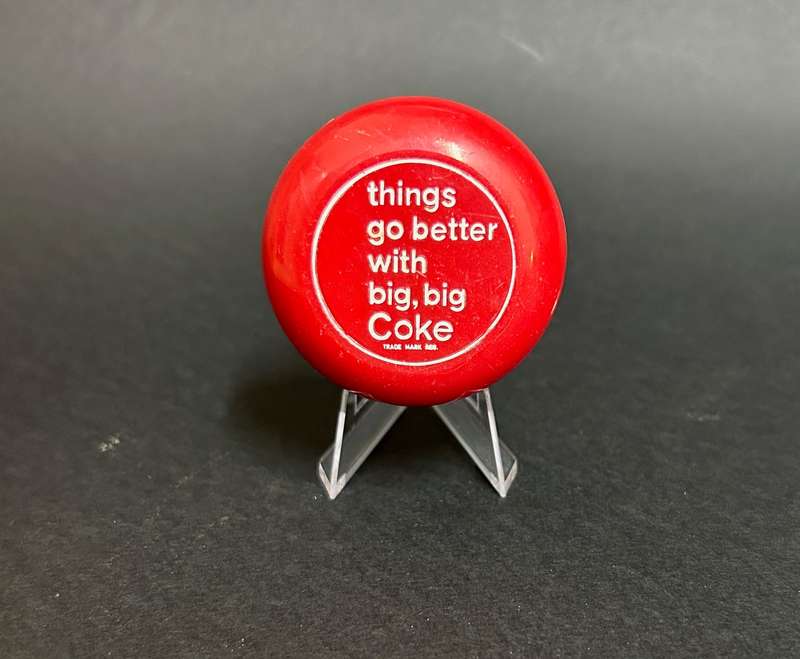 things
go better
with
big, big
Coke
TRADE MARK REG.